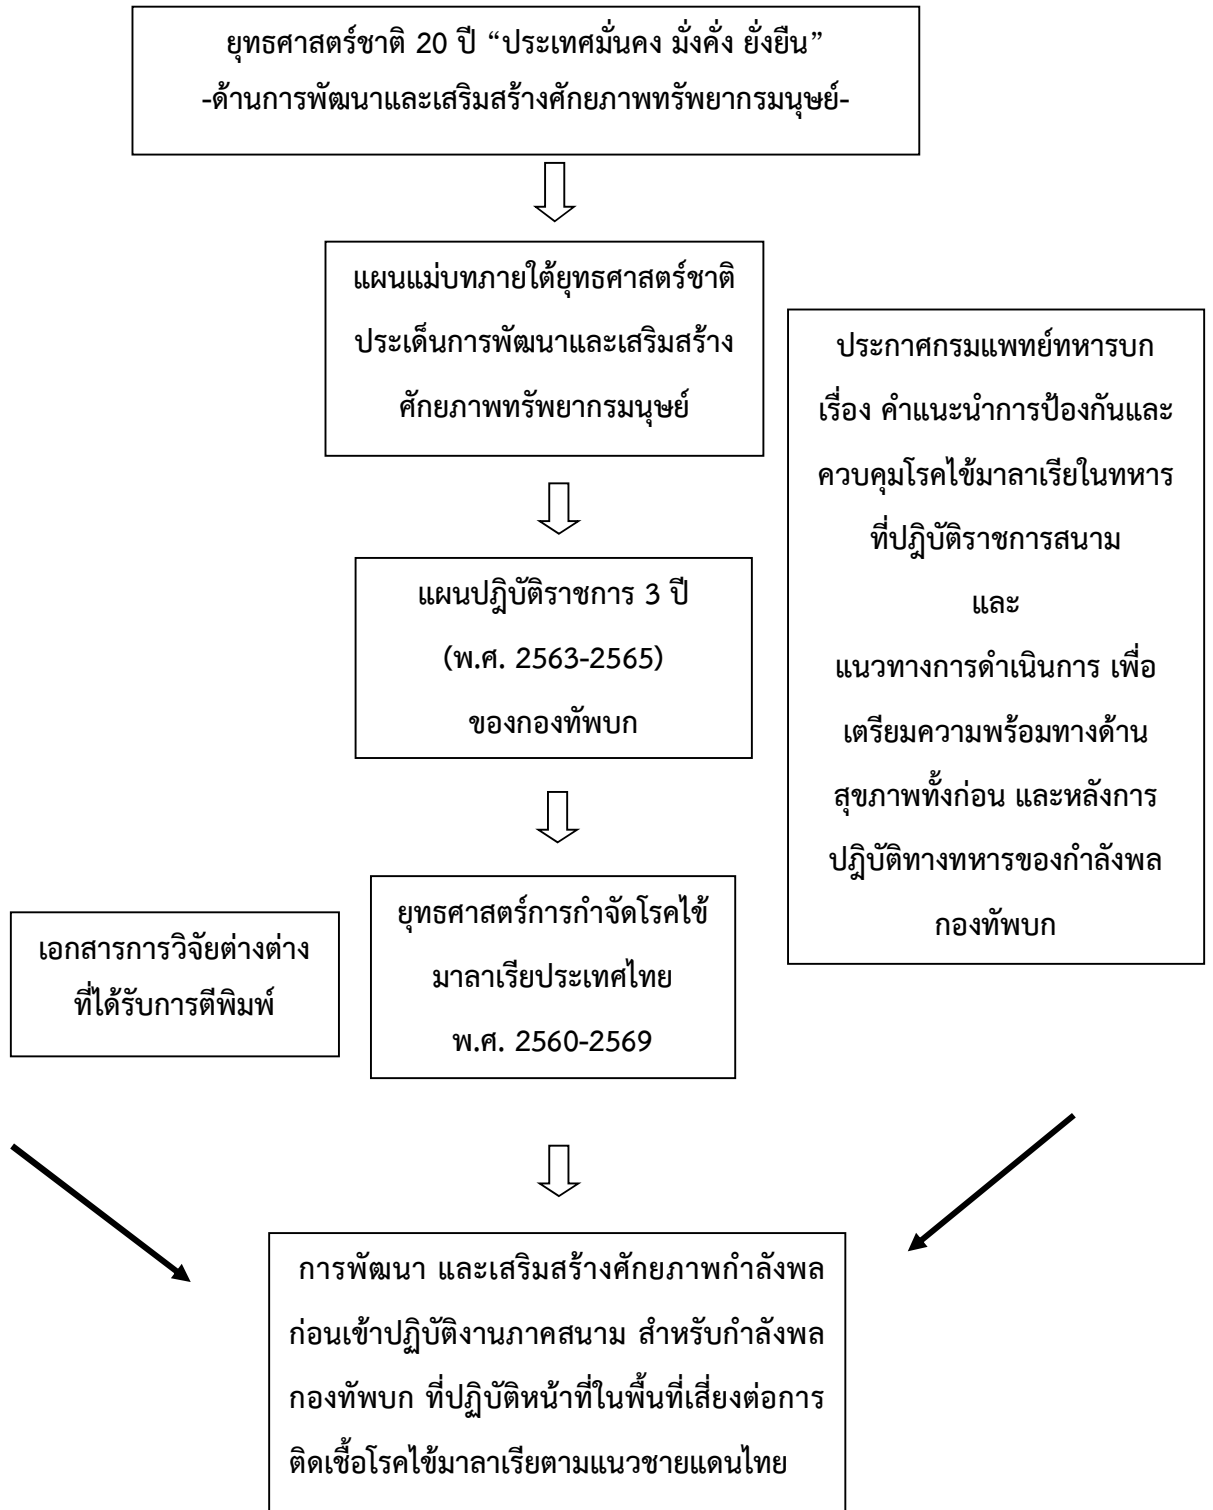 ยุทธศาสตร์ชาติ 20 ปี “ประเทศมั่นคง มั่งคั่ง ยั่งยืน”
-ด้านการพัฒนาและเสริมสร้างศักยภาพทรัพยากรมนุษย์-
แผนแม่บทภายใต้ยุทธศาสตร์ชาติ
ประเด็นการพัฒนาและเสริมสร้าง
ศักยภาพทรัพยากรมนุษย์
ประกาศกรมแพทย์ทหารบก
เรื่อง คำแนะนำการป้องกันและ
ควบคุมโรคไข้มาลาเรียในทหาร
ที่ปฎิบัติราชการสนาม
และ
แนวทางการดำเนินการ เพื่อ
เตรียมความพร้อมทางด้าน
สุขภาพทั้งก่อน และหลังการ
ปฎิบัติทางทหารของกำลังพล
กองทัพบก
แผนปฎิบัติราชการ 3 ปี
(พ.ศ. 2563-2565)
ของกองทัพบก
ยุทธศาสตร์การกำจัดโรคไข้
มาลาเรียประเทศไทย
พ.ศ. 2560-2569
เอกสารการวิจัยต่างต่าง
ที่ได้รับการตีพิมพ์
การพัฒนา และเสริมสร้างศักยภาพกำลังพล
ก่อนเข้าปฏิบัติงานภาคสนาม สำหรับกำลังพล
กองทัพบก ที่ปฏิบัติหน้าที่ในพื้นที่เสี่ยงต่อการ
ติดเชื้อโรคไข้มาลาเรียตามแนวชายแดนไทย